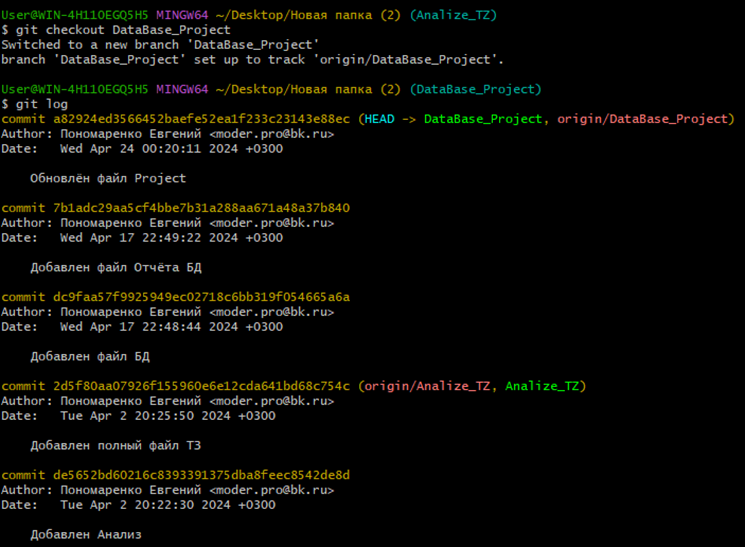 User@WIN-4H11OEGQ5H5 MINGW64 ~/Desktop/Новая папка (2) (Analize_TZ)
$ git checkout DataBase_Project
Switched to a new branch 'DataBase_Project'
branch 'DataBase_Project' set up to track 'origin/DataBase_Project'.
User@WIN-4H11OEGQ5H5 MINGW64 ~/Desktop/Новая папка (2) (DataBase_Project)
$ git log
commit a82924ed3566452baefe52ea1f233c23143e88ec (HEAD -> DataBase_Project, origin/DataBase_Project)
Author: Пономаренко Евгений <moder.pro@bk.ru>
Date:   Wed Apr 24 00:20:11 2024 +0300
Обновлён файл Project
commit 7b1adc29aa5cf4bbe7b31a288aa671a48a37b840
Author: Пономаренко Евгений <moder.pro@bk.ru>
Date:   Wed Apr 17 22:49:22 2024 +0300
Добавлен файл Отчёта БД
commit dc9faa57f9925949ec02718c6bb319f054665a6a
Author: Пономаренко Евгений <moder.pro@bk.ru>
Date:   Wed Apr 17 22:48:44 2024 +0300
Добавлен файл БД
commit 2d5f80aa07926f155960e6e12cda641bd68c754c (origin/Analize_TZ, Analize_TZ)
Author: Пономаренко Евгений <moder.pro@bk.ru>
Date:   Tue Apr 2 20:25:50 2024 +0300
Добавлен полный файл ТЗ
commit de5652bd60216c8393391375dba8feec8542de8d
Author: Пономаренко Евгений <moder.pro@bk.ru>
Date:   Tue Apr 2 20:22:30 2024 +0300
Добавлен Анализ